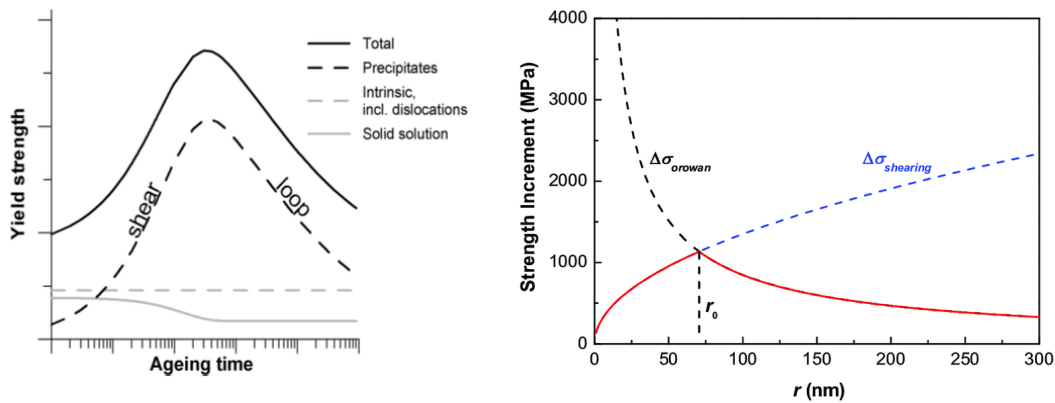 Yield strength
Total
Precipitates
Intrinsic,
incl. dislocations
Solid solution
shear
loop
Ageing time
Strength Increment (MPa)
4000
3000
2000
1000
0
Δσorowan
Δσshearing
r0
0
50
100
150
200
250
300
r (nm)